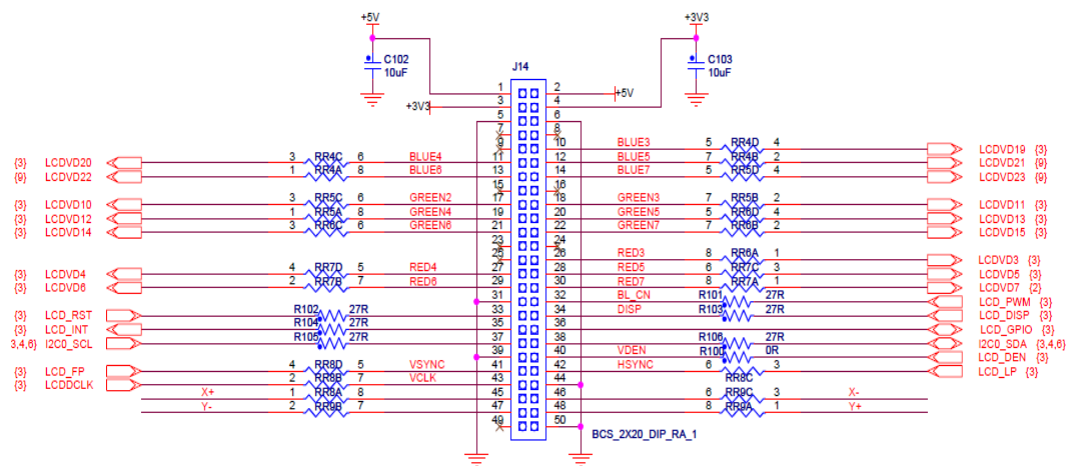 +5V +3V3
C102 10uF J14 C103 10uF
1 2 +5V
+3V3 3 4
5 6
7 8
9 10 BLUE3 5 RR4D 4 LCDVD19 {3}
{3} LCDVD20 3 RR4C 6 BLUE4 11 12 BLUE5 7 RR4B 2 LCDVD21 {9}
{9} LCDVD22 1 RR4A 8 BLUE6 13 14 BLUE7 5 RR5D 4 LCDVD23 {9}
15 16
{3} LCDVD10 3 RR5C 6 GREEN2 17 18 GREEN3 7 RR5B 2 LCDVD11 {3}
{3} LCDVD12 1 RR5A 8 GREEN4 19 20 GREEN5 5 RR6D 4 LCDVD13 {3}
{3} LCDVD14 3 RR6C 6 GREEN6 21 22 GREEN7 7 RR6B 2 LCDVD15 {3}
23 24
25 26 RED3 8 RR6A 1 LCDVD3 {3}
{3} LCDVD4 4 RR7D 5 RED4 27 28 RED5 6 RR7C 3 LCDVD5 {3}
{3} LCDVD6 2 RR7B 7 RED6 29 30 RED7 8 RR7A 1 LCDVD7 {2}
31 32 BL_CN R101 27R LCD_PWM {3}
{3} LCD_RST R102 27R 33 34 DISP R103 27R LCD_DISP {3}
{3} LCD_INT R104 27R 35 36 LCD_GPIO {3}
3,4,6} I2C0_SCL R105 27R 37 38 R106 27R I2C0_SDA {3,4,6}
39 40 VDEN R100 0R LCD_DEN {3}
{3} LCD_FP 4 RR8D 5 VSYNC 41 42 HSYNC 6 RR8C 3 LCD_LP {3}
{3} LCDDCLK 2 RR8B 7 VCLK 43 44
X+ 1 RR8A 8 45 46 6 RR9C 3 X-
Y- 2 RR9B 7 47 48 8 RR9A 1 Y+
49 50
BCS_2X20_DIP_RA_1